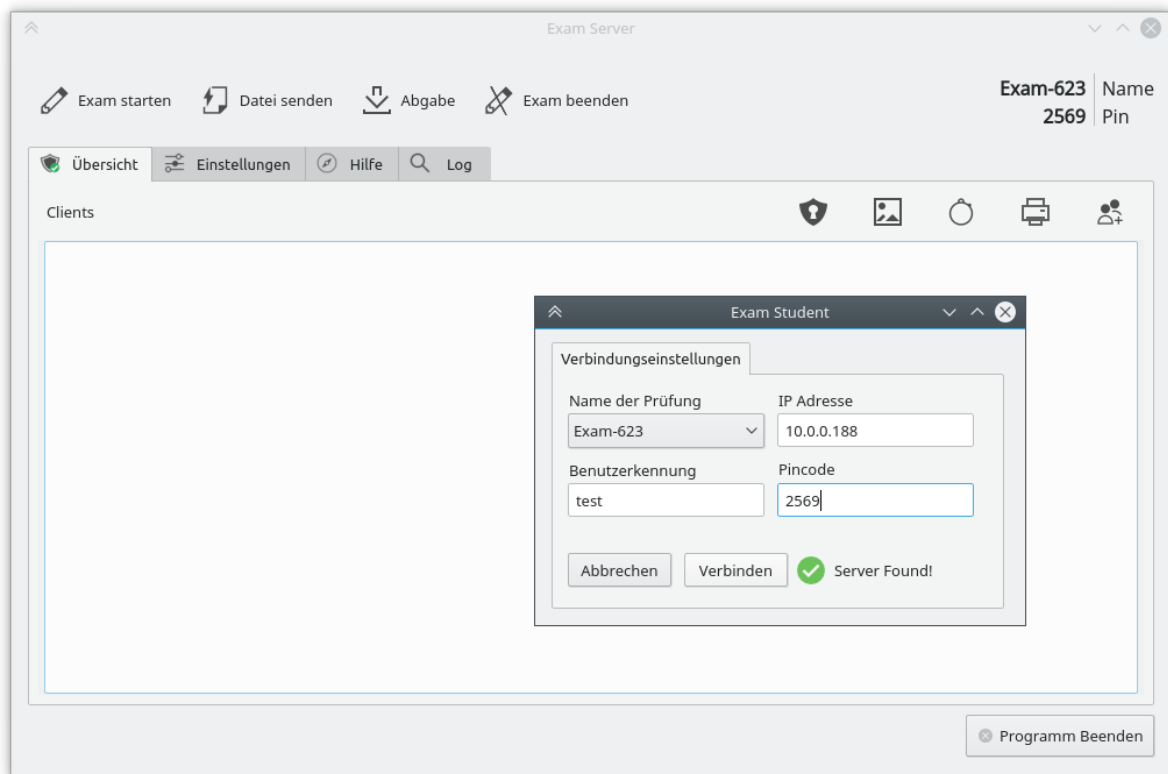 Exam Server
Exam starten Datei senden Abgabe Exam beenden
Exam-623 Name
2569 Pin
Übersicht Einstellungen Hilfe Log
Clients
Exam Student
Verbindungseinstellungen
Name der Prüfung IP Adresse
Exam-623 10.0.0.188
Benutzerkennung Pincode
test 2569
Abbrechen Verbinden Server Found!
Programm Beenden